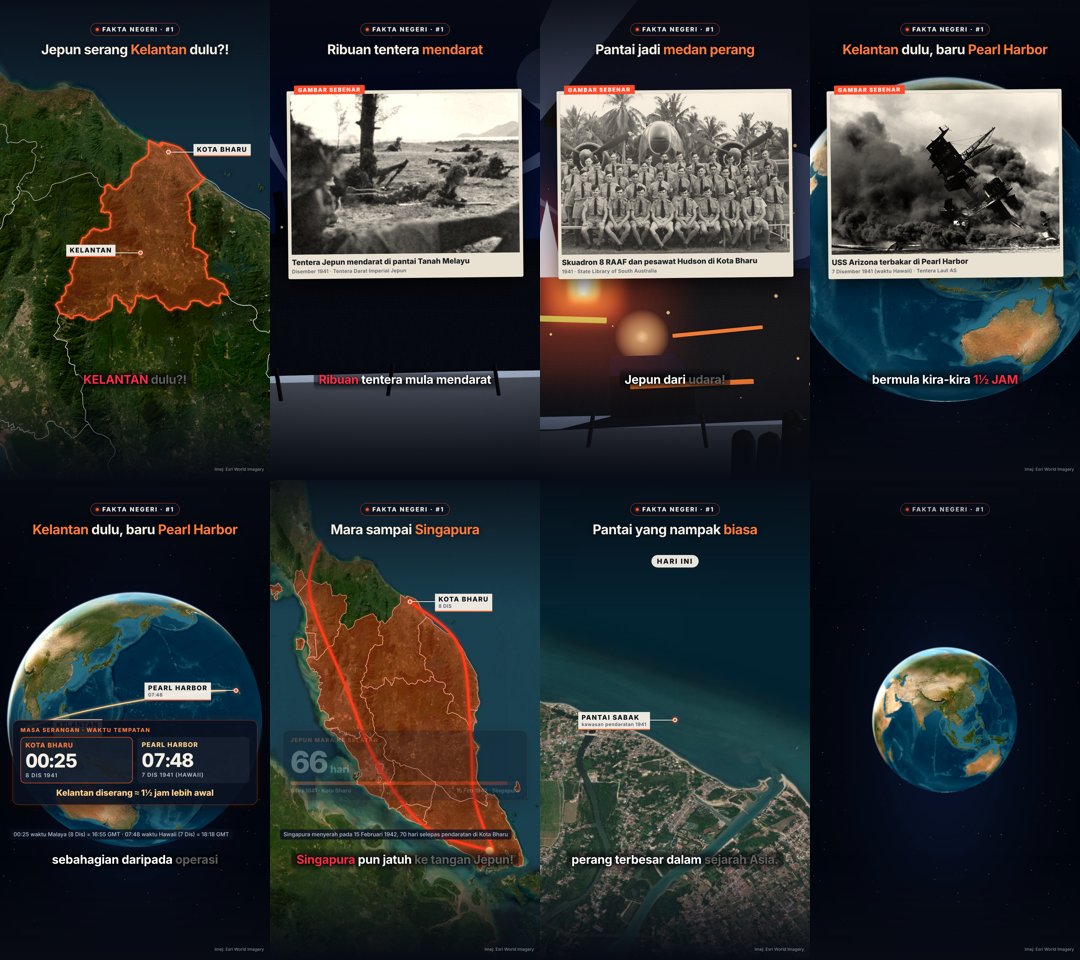 FAKTA NEGERI · #1
Jepun serang Kelantan dulu?!
KOTA BHARU
KELANTAN
KELANTAN dulu?!
Imej: Esri World Imagery
FAKTA NEGERI · #1
Ribuan tentera mendarat
GAMBAR SEBENAR
Tentera Jepun mendarat di pantai Tanah Melayu
Disember 1941 · Tentera Darat Imperial Jepun
Ribuan tentera mula mendarat
FAKTA NEGERI · #1
Pantai jadi medan perang
GAMBAR SEBENAR
Skuadron 8 RAAF dan pesawat Hudson di Kota Bharu
1941 · State Library of South Australia
Jepun dari udara!
FAKTA NEGERI · #1
Kelantan dulu, baru Pearl Harbor
GAMBAR SEBENAR
USS Arizona terbakar di Pearl Harbor
7 Disember 1941 (waktu Hawaii) · Tentera Laut AS
bermula kira-kira 1½ JAM
Imej: Esri World Imagery
FAKTA NEGERI · #1
Kelantan dulu, baru Pearl Harbor
PEARL HARBOR
07:48
KELANTAN
MASA SERANGAN · WAKTU TEMPATAN
KOTA BHARU
00:25
8 DIS 1941
PEARL HARBOR
07:48
7 DIS 1941 (HAWAII)
Kelantan diserang ≈ 1½ jam lebih awal
00:25 waktu Malaya (8 Dis) = 16:55 GMT · 07:48 waktu Hawaii (7 Dis) = 18:18 GMT
sebahagian daripada operasi
Imej: Esri World Imagery
FAKTA NEGERI · #1
Mara sampai Singapura
KOTA BHARU
8 DIS
JEPUN MARA KE SELATAN
66 hari
Singapura menyerah pada 15 Februari 1942, 70 hari selepas pendaratan di Kota Bharu
Singapura pun jatuh ke tangan Jepun!
Imej: Esri World Imagery
FAKTA NEGERI · #1
Pantai yang nampak biasa
HARI INI
PANTAI SABAK
kawasan pendaratan 1941
perang terbesar dalam sejarah Asia.
Imej: Esri World Imagery
FAKTA NEGERI · #1
Imej: Esri World Imagery